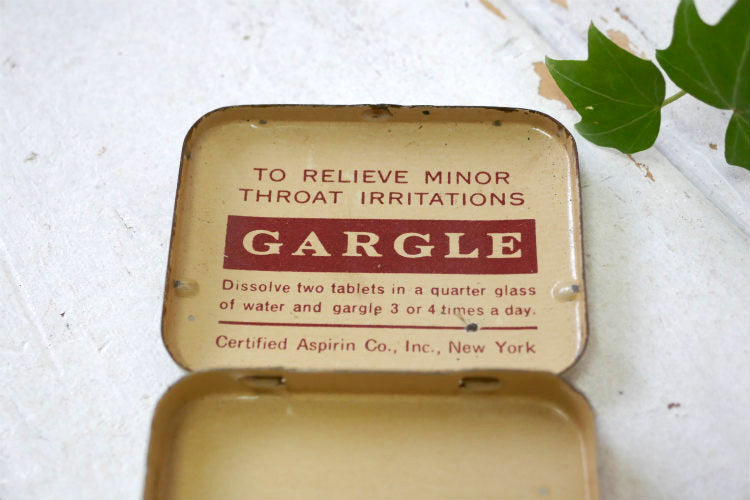 TO RELIEVE MINOR
THROAT IRRITATIONS
GARGLE
Dissolve two tablets in a quarter glass
of water and gargle 3 or 4 times a day.
Certified Aspirin Co., Inc., New York